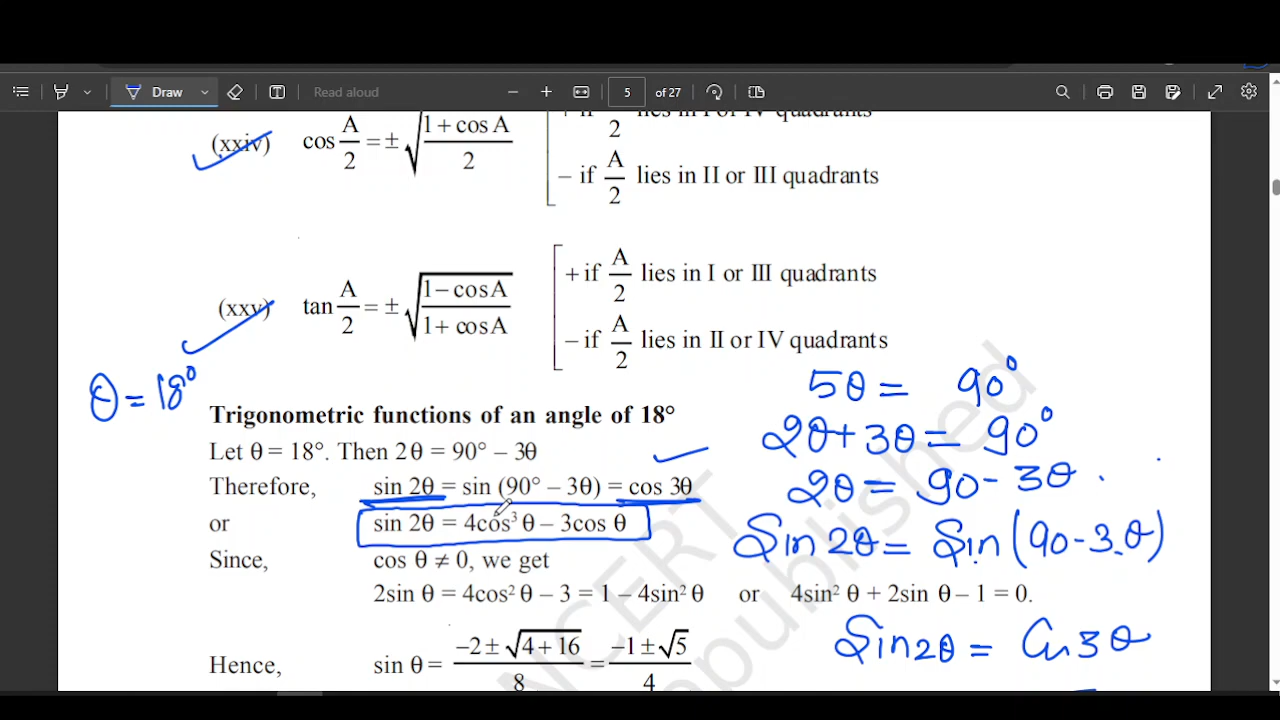 Draw
Read aloud
5 of 27
(xxiv) cos A/2 = ± √(1 + cos A)/2
2
– if A/2 lies in II or III quadrants
(xxv) tan A/2 = ± √(1 – cos A)/(1 + cos A)
+ if A/2 lies in I or III quadrants
– if A/2 lies in II or IV quadrants
θ = 18°
5θ = 90°
Trigonometric functions of an angle of 18°
2θ + 3θ = 90°
Let θ = 18°. Then 2θ = 90° – 3θ
Therefore, sin 2θ = sin (90° – 3θ) = cos 3θ
2θ = 90 - 3θ
or sin 2θ = 4cos³ θ – 3cos θ
Sin 2θ = Sin (90 - 3θ)
Since, cos θ ≠ 0, we get
2sin θ = 4cos² θ – 3 = 1 – 4sin² θ or 4sin² θ + 2sin θ – 1 = 0.
Sin 2θ = Cos 3θ
Hence, sin θ = (–2 ± √4 + 16)/8 = (–1 ± √5)/4
NCERT
republished